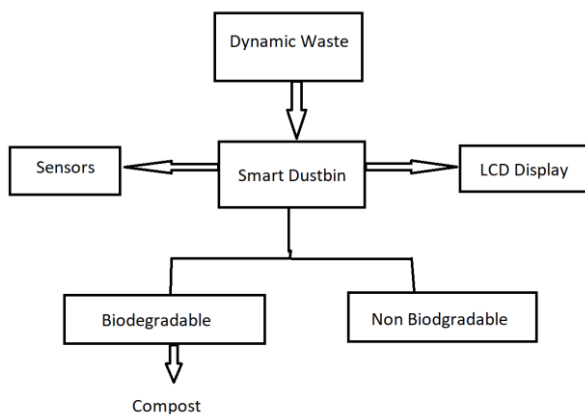 Dynamic Waste
Sensors
Smart Dustbin
LCD Display
Biodegradable
Non Biodgradable
Compost